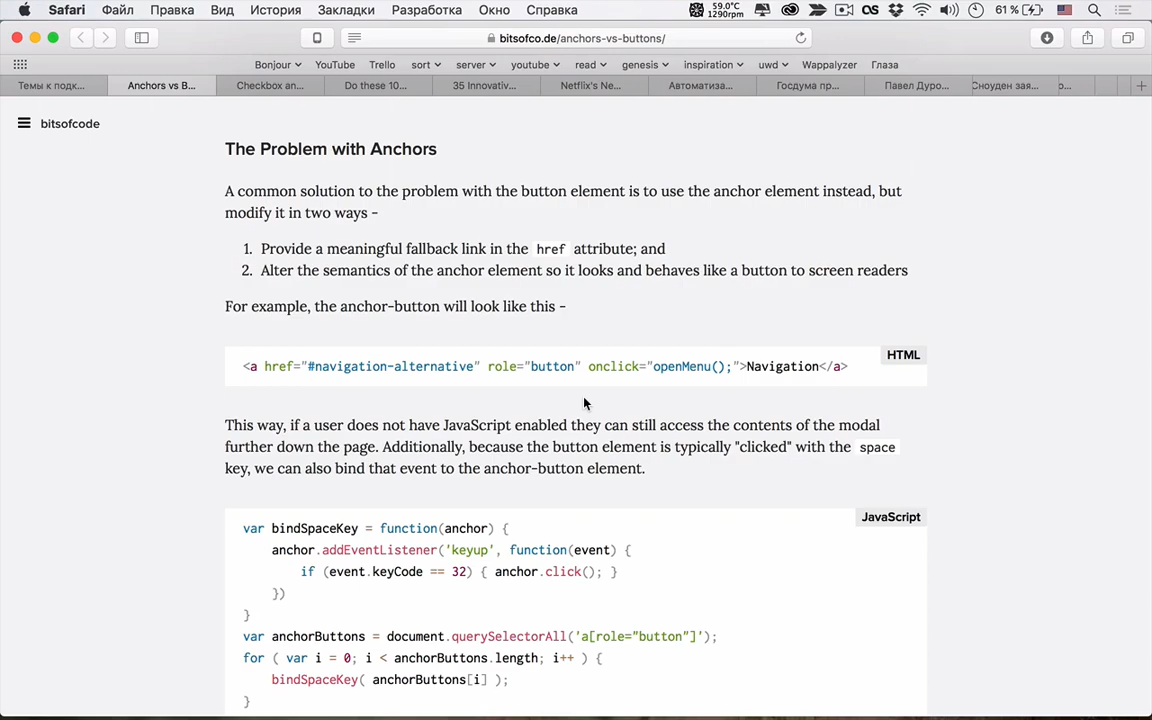 Safari Файл Правка Вид История Закладки Разработка Окно Справка 59.0°C 1290rpm 61 %
bitsofco.de/anchors-vs-buttons/
Bonjour YouTube Trello sort server youtube read genesis inspiration uwd Wappalyzer Глаза
Темы к подк... Anchors vs B... Checkbox an... Do these 10... 35 Innovativ... Netflix's Ne... Автоматиза... Госдума пр... Павел Дуро... Сноуден зая...
bitsofcode
The Problem with Anchors
A common solution to the problem with the button element is to use the anchor element instead, but
modify it in two ways -
1. Provide a meaningful fallback link in the href attribute; and
2. Alter the semantics of the anchor element so it looks and behaves like a button to screen readers
For example, the anchor-button will look like this -
HTML
<a href="#navigation-alternative" role="button" onclick="openMenu();">Navigation</a>
This way, if a user does not have JavaScript enabled they can still access the contents of the modal
further down the page. Additionally, because the button element is typically "clicked" with the space
key, we can also bind that event to the anchor-button element.
JavaScript
var bindSpaceKey = function(anchor) {
anchor.addEventListener('keyup', function(event) {
if (event.keyCode == 32) { anchor.click(); }
})
}
var anchorButtons = document.querySelectorAll('a[role="button"]');
for ( var i = 0; i < anchorButtons.length; i++ ) {
bindSpaceKey( anchorButtons[i] );
}